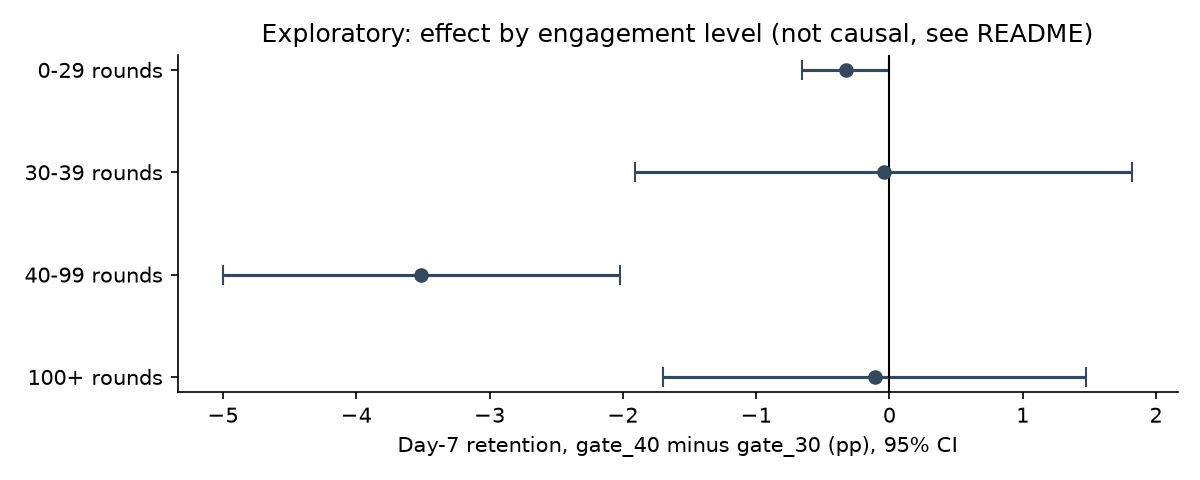 Exploratory: effect by engagement level (not causal, see README)
0-29 rounds
30-39 rounds
40-99 rounds
100+ rounds
−5 −4 −3 −2 −1 0 1 2
Day-7 retention, gate_40 minus gate_30 (pp), 95% CI